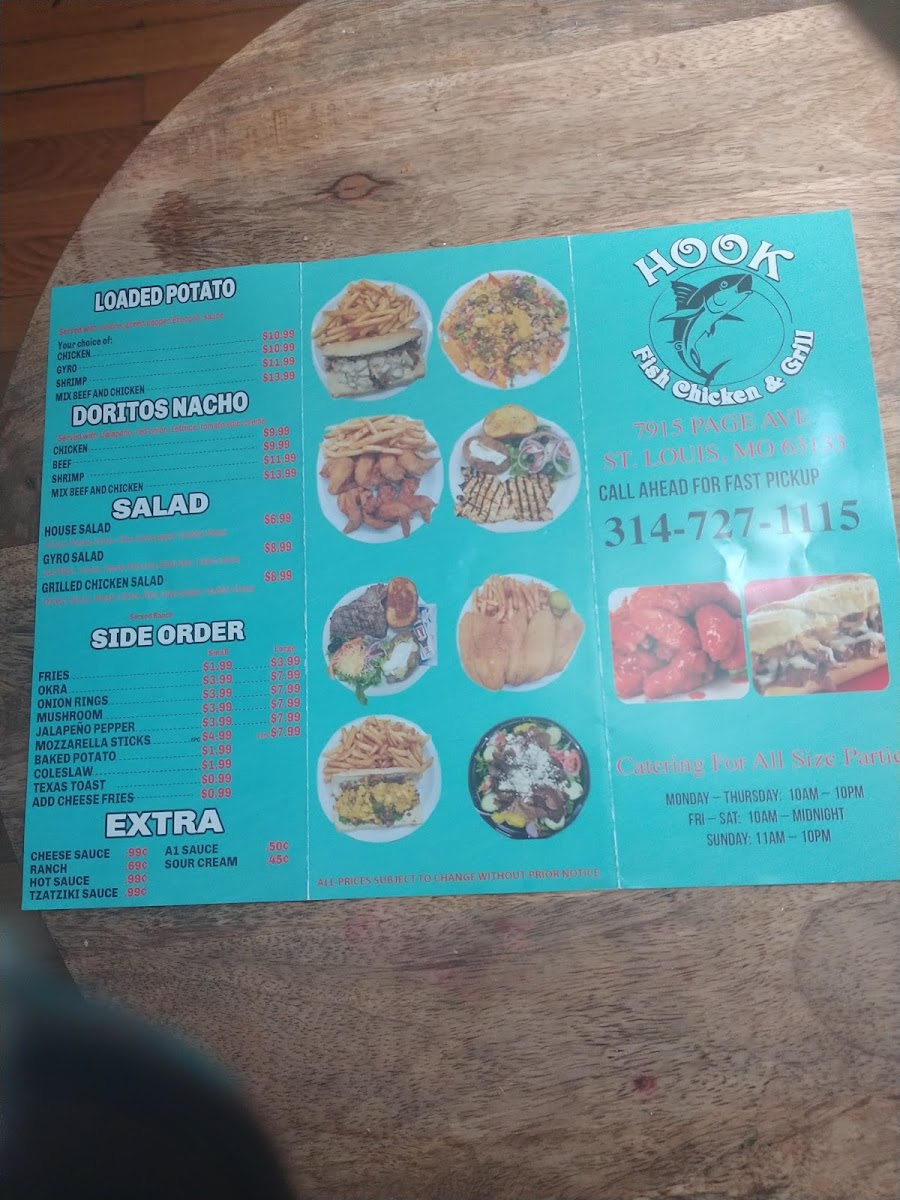 LOADED POTATO
Your choice of:
CHICKEN $10.99
GYRO $10.99
SHRIMP $11.99
MIX BEEF AND CHICKEN $13.99
DORITOS NACHO
CHICKEN $9.99
BEEF $9.99
SHRIMP $11.99
MIX BEEF AND CHICKEN $13.99
SALAD
HOUSE SALAD $6.99
GYRO SALAD $8.99
GRILLED CHICKEN SALAD $8.99
Served Ranch
SIDE ORDER
Small Large
FRIES $1.99 $3.99
OKRA $3.99 $7.99
ONION RINGS $3.99 $7.99
MUSHROOM $3.99 $7.99
JALAPEÑO PEPPER $3.99 $7.99
MOZZARELLA STICKS $4.99 $7.99
BAKED POTATO $1.99
COLESLAW $1.99
TEXAS TOAST $0.99
ADD CHEESE FRIES $0.99
EXTRA
CHEESE SAUCE .99¢
RANCH .69¢
HOT SAUCE .99¢
TZATZIKI SAUCE .99¢
A1 SAUCE .50¢
SOUR CREAM .45¢
ALL PRICES SUBJECT TO CHANGE WITHOUT PRIOR NOTICE
HOOK
Fish Chicken & Grill
7915 PAGE AVE
ST. LOUIS, MO 63133
CALL AHEAD FOR FAST PICKUP
314-727-1115
Catering For All Size Partie
MONDAY – THURSDAY: 10AM – 10PM
FRI – SAT: 10AM – MIDNIGHT
SUNDAY: 11AM – 10PM